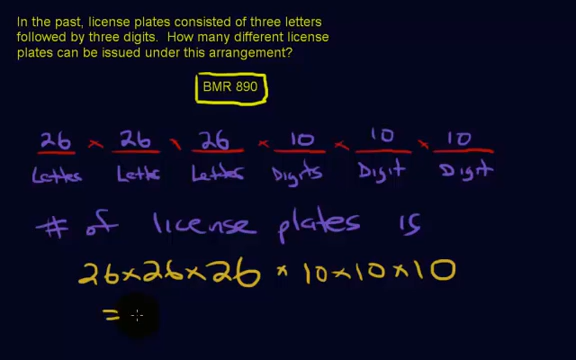 In the past, license plates consisted of three letters
followed by three digits. How many different license
plates can be issued under this arrangement?
BMR 890
26 × 26 × 26 × 10 × 10 × 10
Letters Letter Letters Digits Digit Digit
# of license plates is
26×26×26 × 10×10×10
=